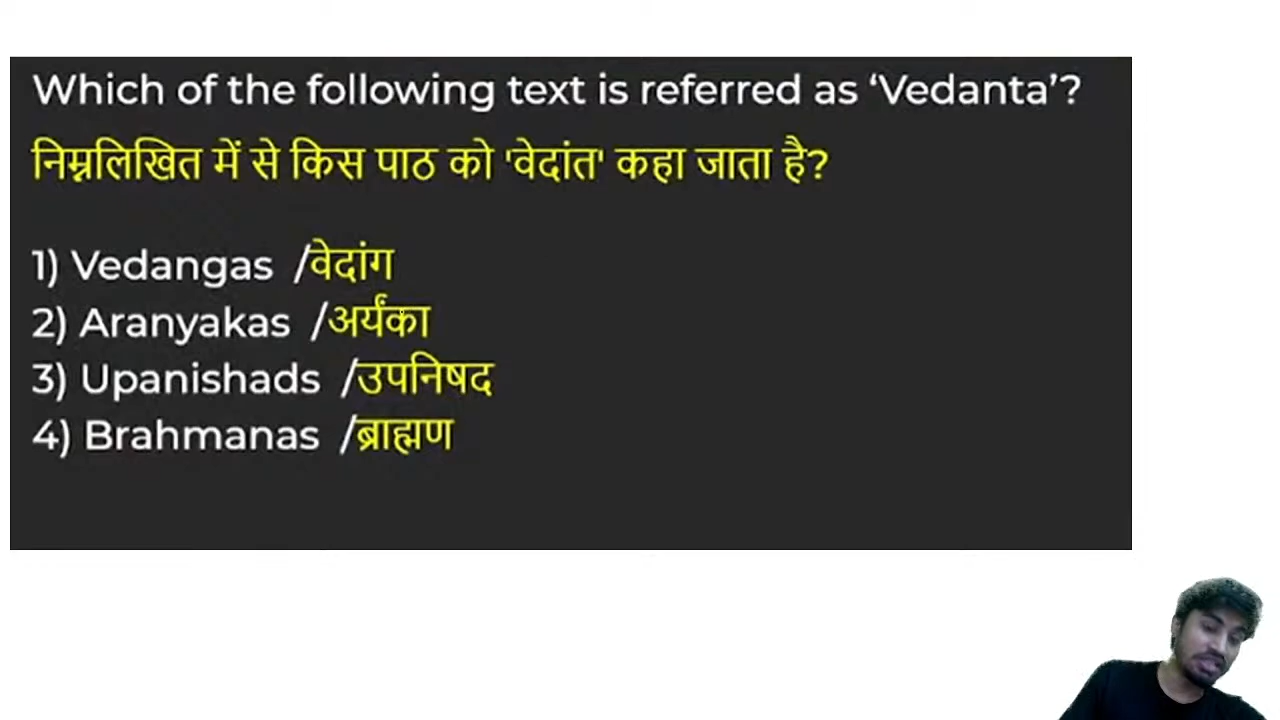 Which of the following text is referred as ‘Vedanta’?
निम्नलिखित में से किस पाठ को 'वेदांत' कहा जाता है?
1) Vedangas /वेदांग
2) Aranyakas /अर्यंका
3) Upanishads /उपनिषद
4) Brahmanas /ब्राह्मण